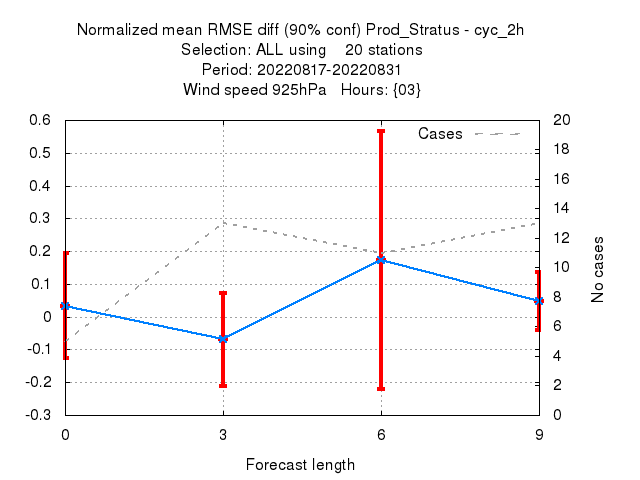 Normalized mean RMSE diff (90% conf) Prod_Stratus - cyc_2h
Selection: ALL using    20 stations
Period: 20220817-20220831
Wind speed 925hPa   Hours: {03}
0.6
0.5
0.4
0.3
0.2
0.1
0
-0.1
-0.2
-0.3
Cases
20
18
16
14
12
10
8
6
4
2
0
No cases
0 3 6 9
Forecast length